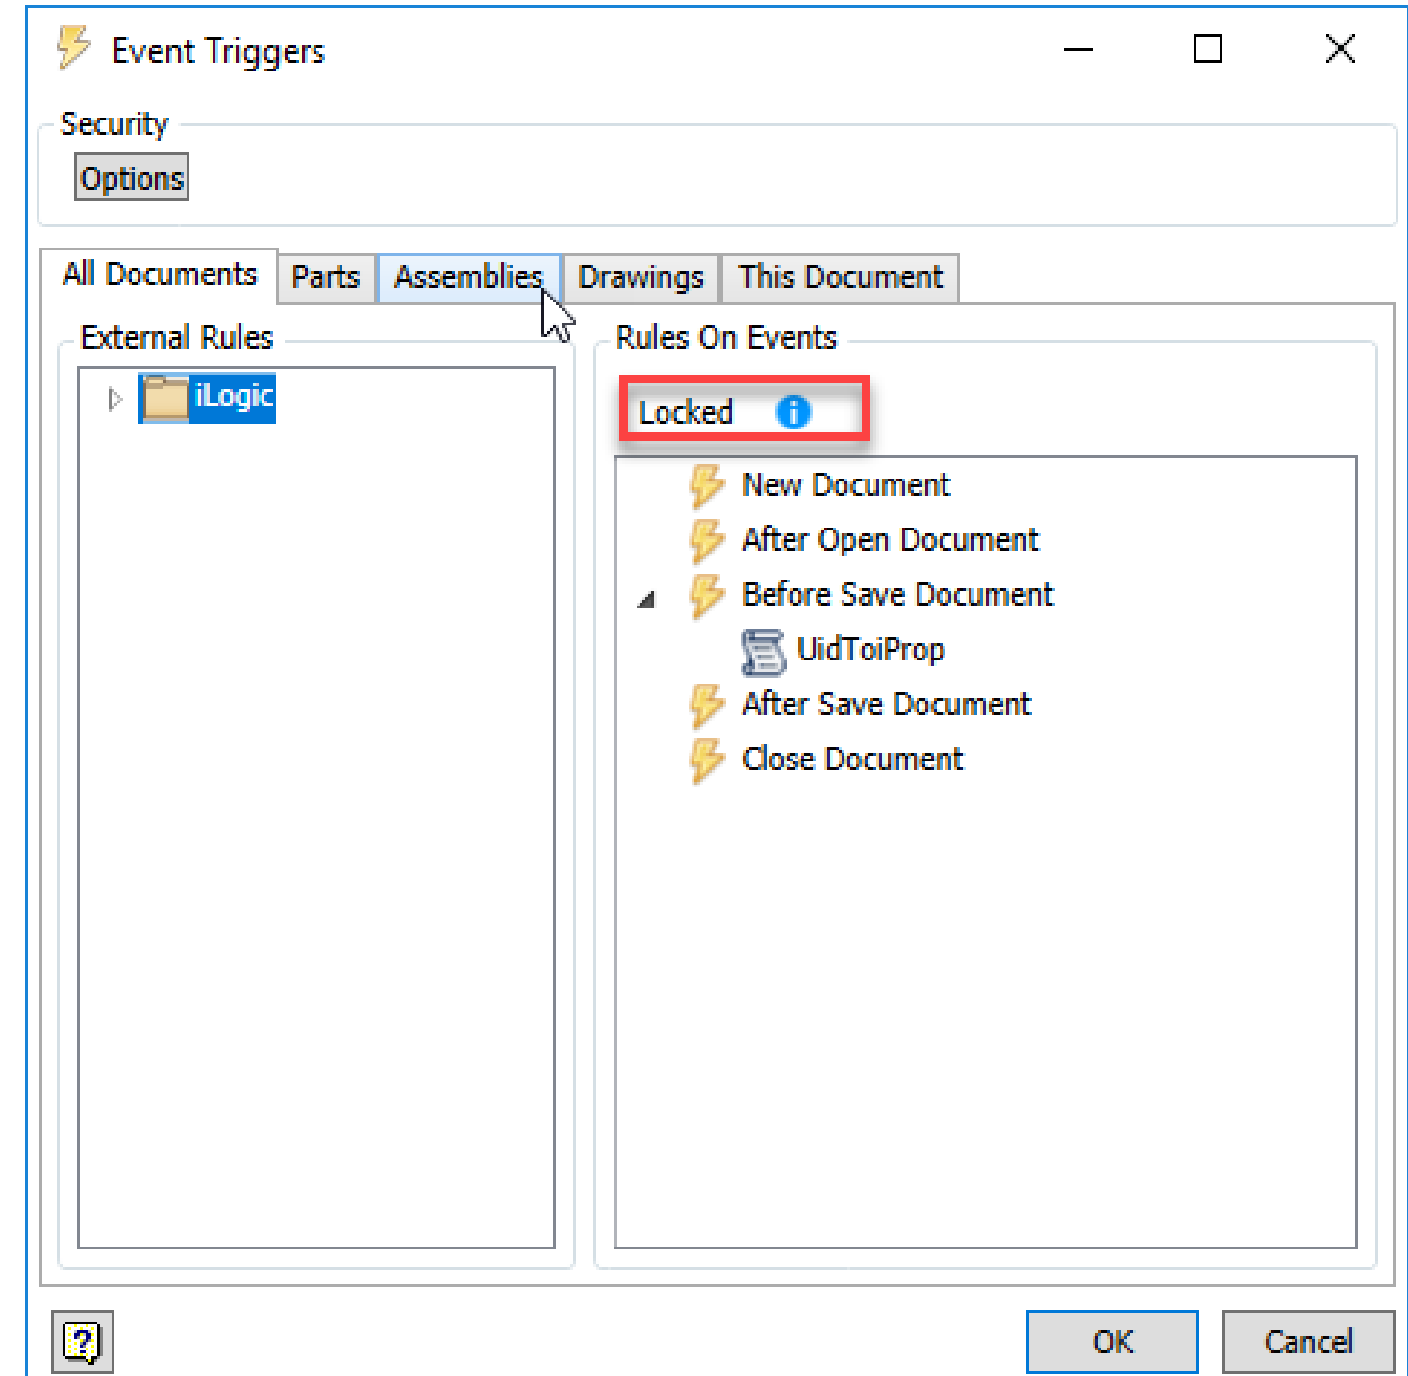 Event Triggers
Security
Options
All Documents Parts Assemblies Drawings This Document
External Rules
iLogic
Rules On Events
Locked
New Document
After Open Document
Before Save Document
UidToiProp
After Save Document
Close Document
OK Cancel